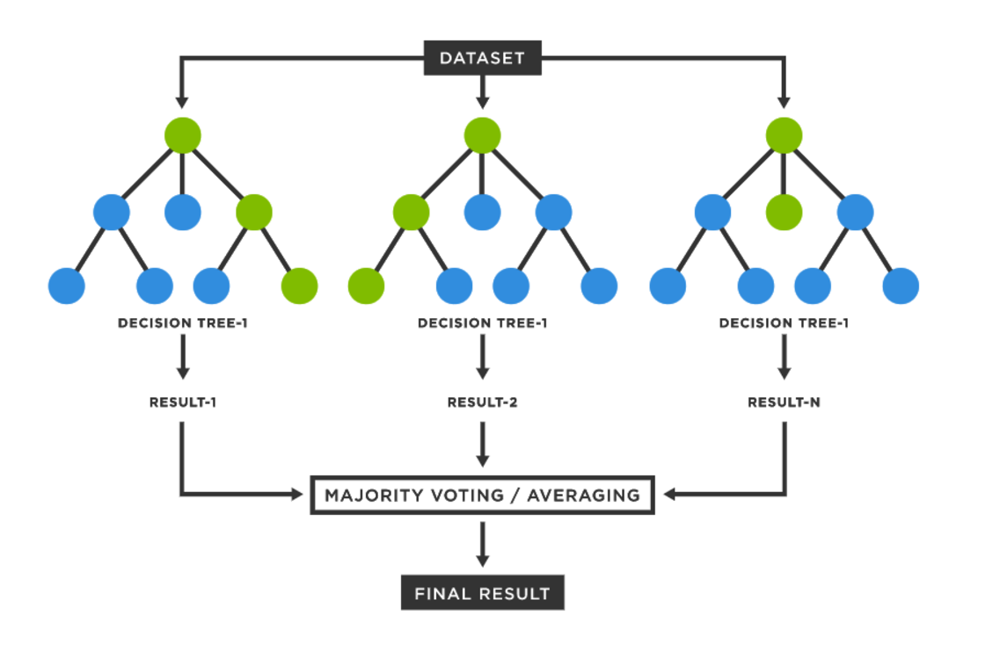 DATASET
DECISION TREE-1
DECISION TREE-1
DECISION TREE-1
RESULT-1
RESULT-2
RESULT-N
MAJORITY VOTING / AVERAGING
FINAL RESULT